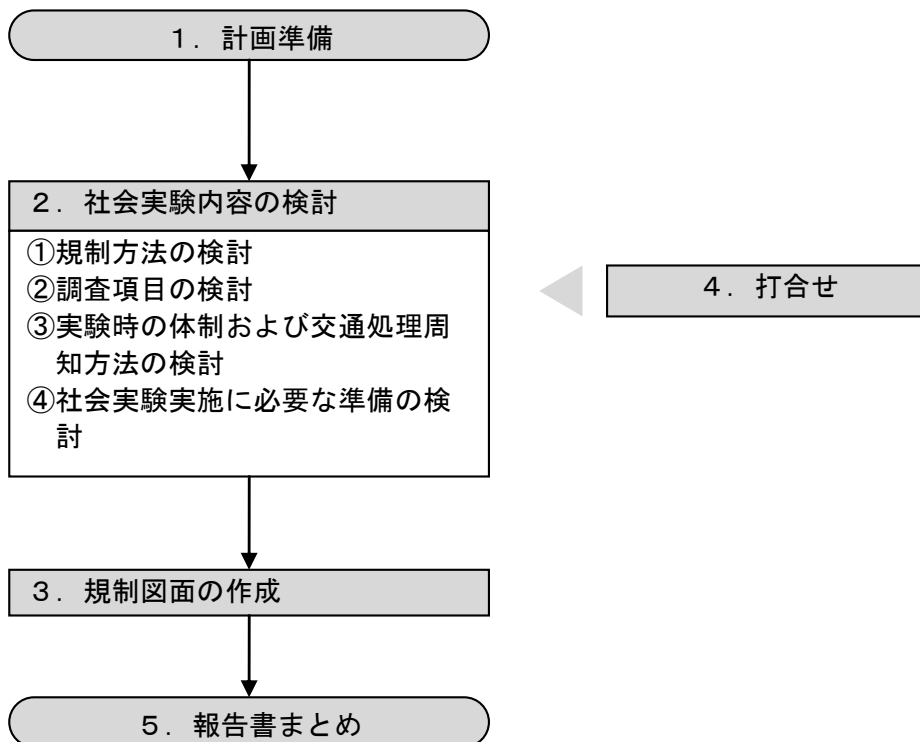 １．計画準備
２．社会実験内容の検討
①規制方法の検討
②調査項目の検討
③実験時の体制および交通処理周
知方法の検討
④社会実験実施に必要な準備の検
討
４．打合せ
３．規制図面の作成
５．報告書まとめ